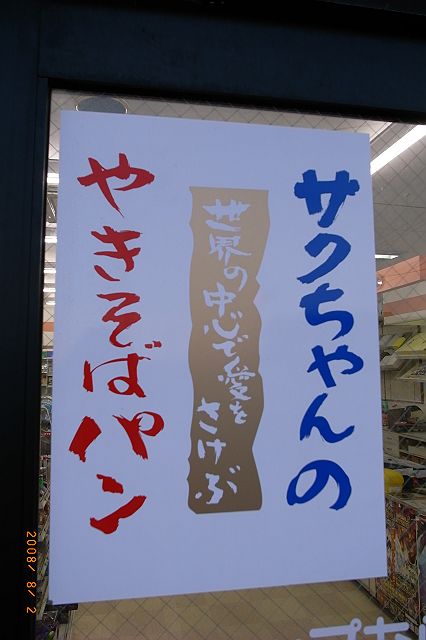 サクちゃんの
世界の中心で愛を
さけぶ
やきそばパン
2008/ 8/ 2